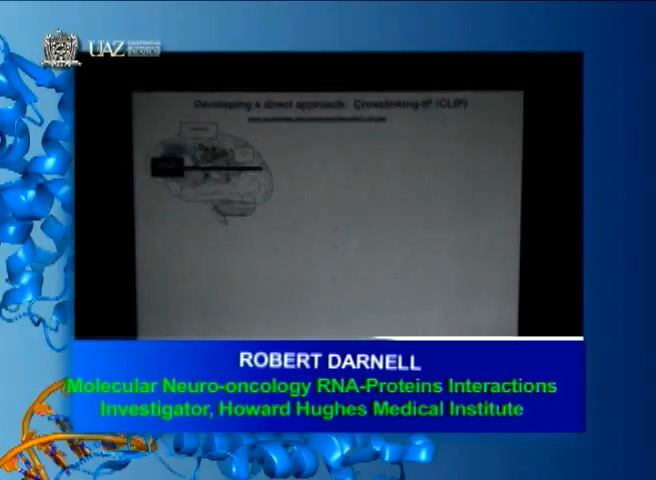 UAZ
Developing a direct approach: Crosslinking-IP (CLIP)
ROBERT DARNELL
Molecular Neuro-oncology RNA-Proteins Interactions
Investigator, Howard Hughes Medical Institute